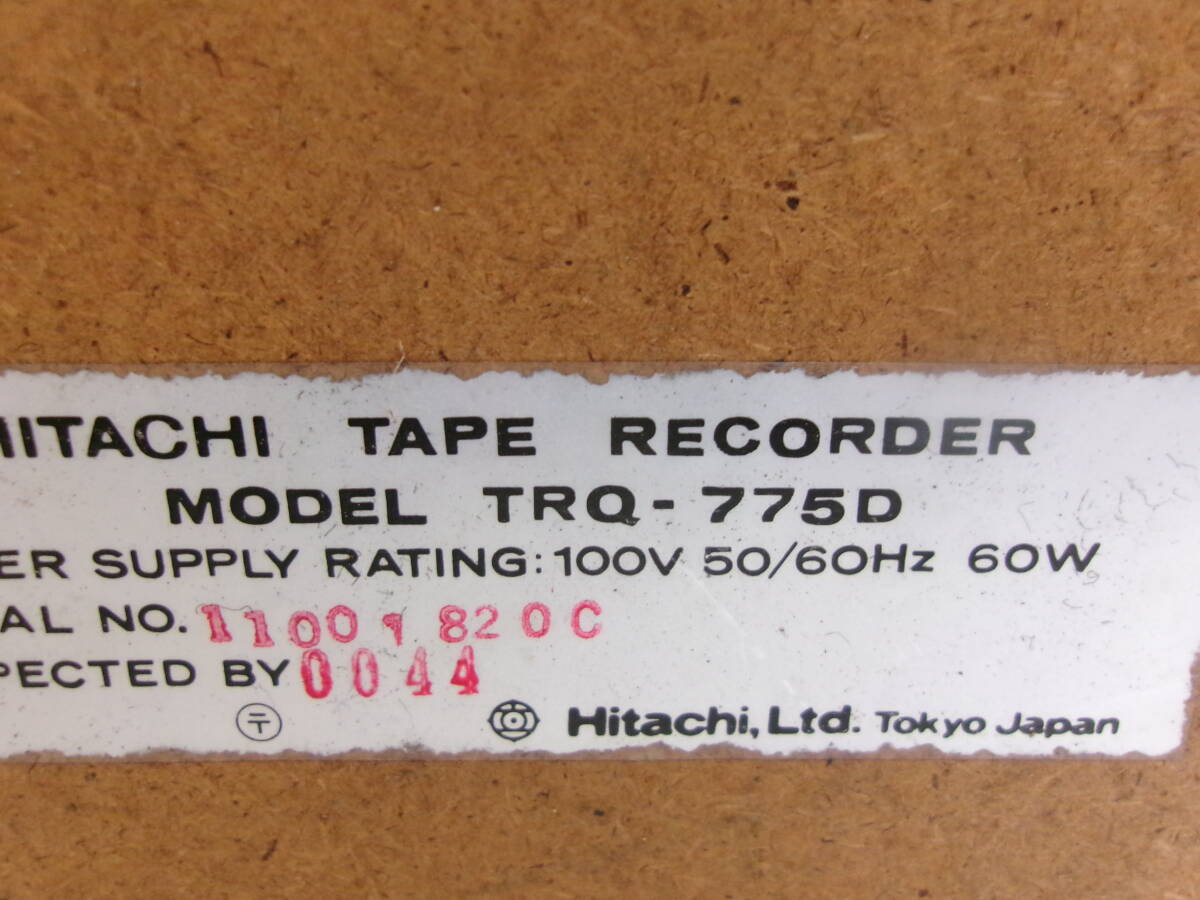 HITACHI TAPE RECORDER
MODEL TRQ-775D
ER SUPPLY RATING: 100V 50/60Hz 60W
AL NO. 11001820C
PECTED BY 0044
〒 Hitachi, Ltd. Tokyo Japan